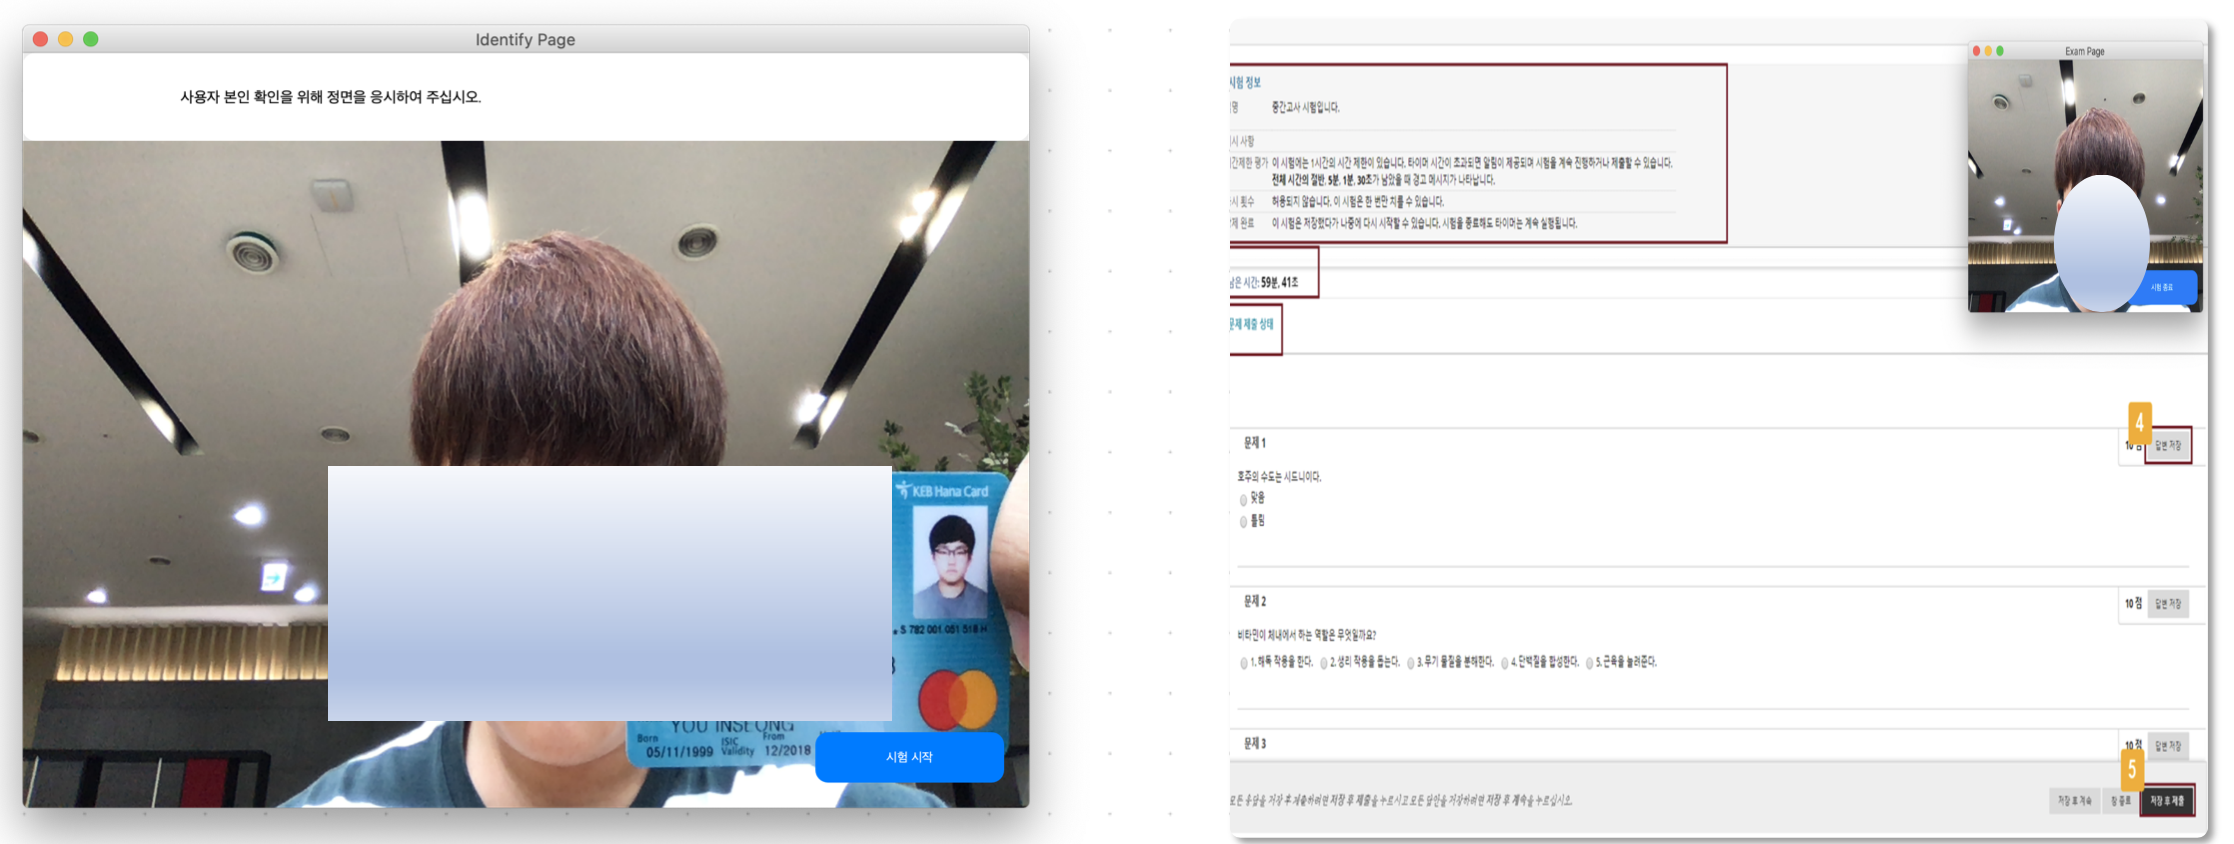 Identify Page
사용자 본인 확인을 위해 정면을 응시하여 주십시오.
KEB Hana Card
S 782 001 051 518 H
YOU INSEONG
Born
ISIC
Validity
From
05/11/1999
12/2018
시험 시작
Exam Page
시험 종료
시험 정보
명
중간고사 시험입니다.
시 사항
간제한 평가 이 시험에는 1시간의 시간 제한이 있습니다. 타이머 시간이 초과되면 알림이 제공되며 시험을 계속 진행하거나 제출할 수 있습니다.
전체 시간의 절반, 5분, 1분, 30초가 남았을 때 경고 메시지가 나타납니다.
시 횟수 허용되지 않습니다. 이 시험은 한 번만 치를 수 있습니다.
제 완료 이 시험은 저장했다가 나중에 다시 시작할 수 있습니다. 시험을 종료해도 타이머는 계속 실행됩니다.
남은 시간: 59분, 41초
문제 제출 상태
4
문제 1
10 점 답변 저장
호주의 수도는 시드니이다.
맞음
틀림
문제 2
10 점 답변 저장
비타민이 체내에서 하는 역할은 무엇일까요?
1. 해독 작용을 한다. 2. 생리 작용을 돕는다. 3. 무기 물질을 분해한다. 4. 단백질을 합성한다. 5. 근육을 늘려준다.
문제 3
10 점 답변 저장
5
모든 응답을 저장 후 제출하려면 저장 후 제출을 누르시고 모든 답안을 저장하려면 저장 후 계속을 누르십시오.
저장 후 계속 창 종료 저장 후 제출